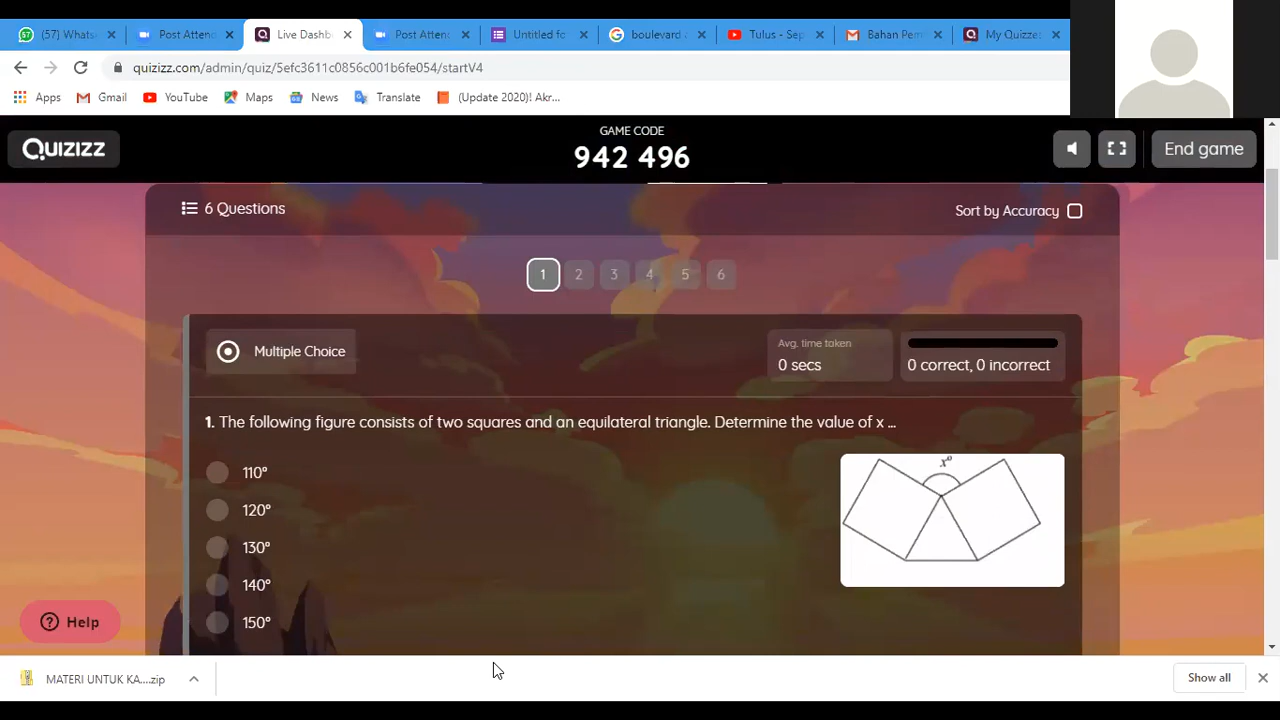 (57) Whats
Post Attend
Live Dashb
Post Attend
Untitled fo
boulevard
Tulus - Sep
Bahan Pem
My Quizzes
quizizz.com/admin/quiz/5efc3611c0856c001b6fe054/startV4
Apps Gmail YouTube Maps News Translate (Update 2020)! Akr...
Quizizz
GAME CODE
942 496
End game
6 Questions
Sort by Accuracy
1 2 3 4 5 6
Multiple Choice
Avg. time taken
0 secs
0 correct, 0 incorrect
1. The following figure consists of two squares and an equilateral triangle. Determine the value of x ...
x°
110°
120°
130°
140°
150°
Help
MATERI UNTUK KA....zip
Show all